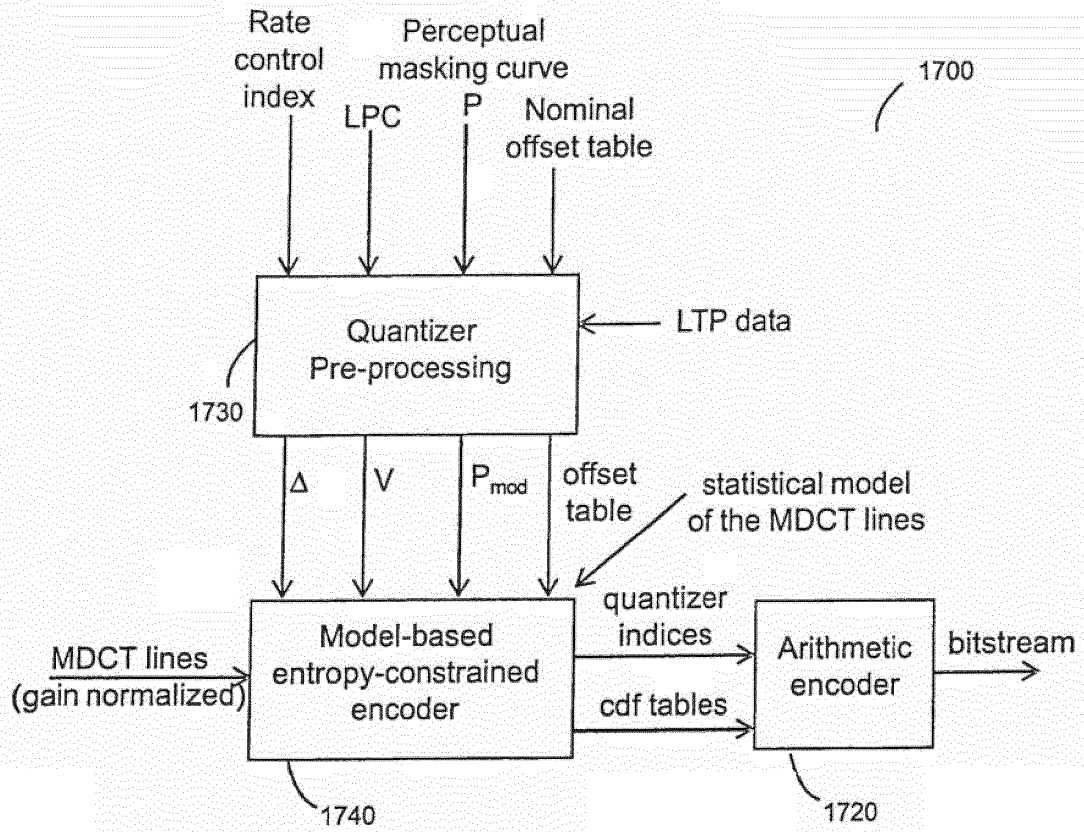 Rate
control
index
LPC
Perceptual
masking curve
P
Nominal
offset table
1700
Quantizer
Pre-processing
LTP data
1730
Δ
V
Pmod
offset
table
statistical model
of the MDCT lines
MDCT lines
(gain normalized)
Model-based
entropy-constrained
encoder
quantizer
indices
cdf tables
Arithmetic
encoder
bitstream
1740
1720